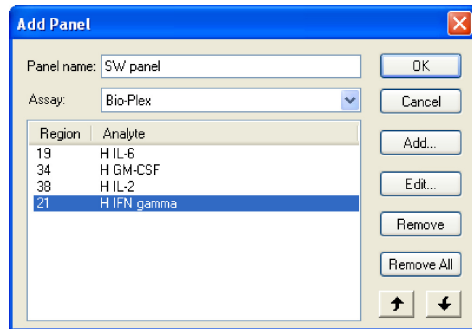 Add Panel
Panel name: SW panel
OK
Assay: Bio-Plex
Cancel
Region Analyte
19 H IL-6
34 H GM-CSF
38 H IL-2
21 H IFN gamma
Add...
Edit...
Remove
Remove All